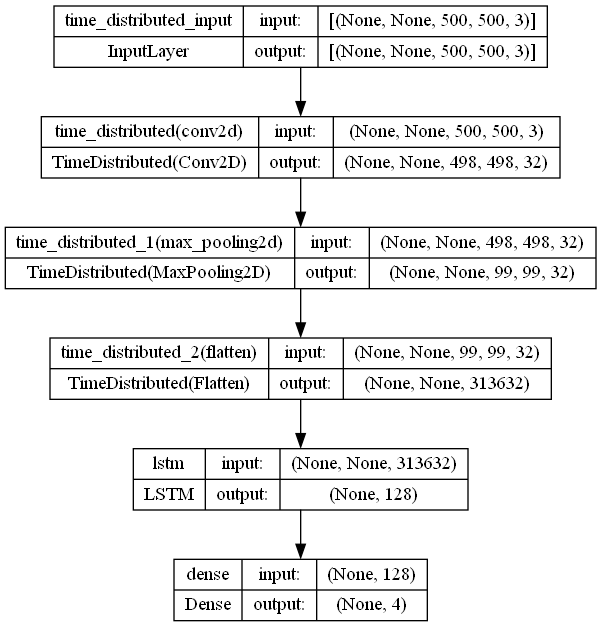 time_distributed_input input: [(None, None, 500, 500, 3)]
InputLayer output: [(None, None, 500, 500, 3)]
time_distributed(conv2d) input: (None, None, 500, 500, 3)
TimeDistributed(Conv2D) output: (None, None, 498, 498, 32)
time_distributed_1(max_pooling2d) input: (None, None, 498, 498, 32)
TimeDistributed(MaxPooling2D) output: (None, None, 99, 99, 32)
time_distributed_2(flatten) input: (None, None, 99, 99, 32)
TimeDistributed(Flatten) output: (None, None, 313632)
lstm input: (None, None, 313632)
LSTM output: (None, 128)
dense input: (None, 128)
Dense output: (None, 4)